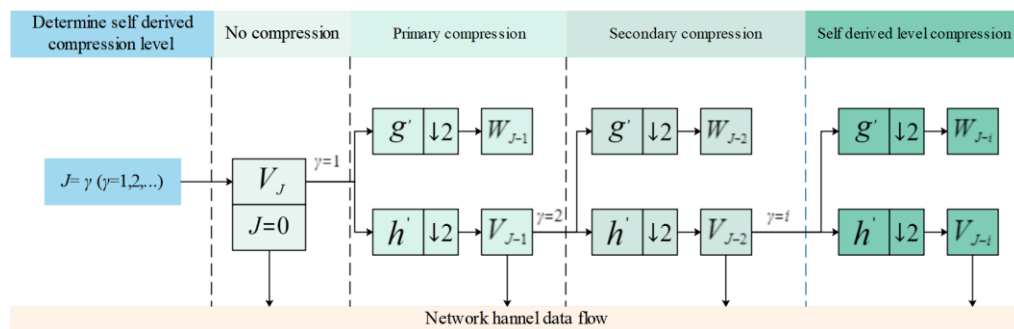 Determine self derived
compression level
No compression
Primary compression
Secondary compression
Self derived level compression
g' ↓2 W_{J-1}
g' ↓2 W_{J-2}
g' ↓2 W_{J-i}
J= γ (γ=1,2,...)
V_J
J=0
γ=1
h' ↓2 V_{J-1}
γ=2
h' ↓2 V_{J-2}
γ=i
h' ↓2 V_{J-i}
Network hannel data flow